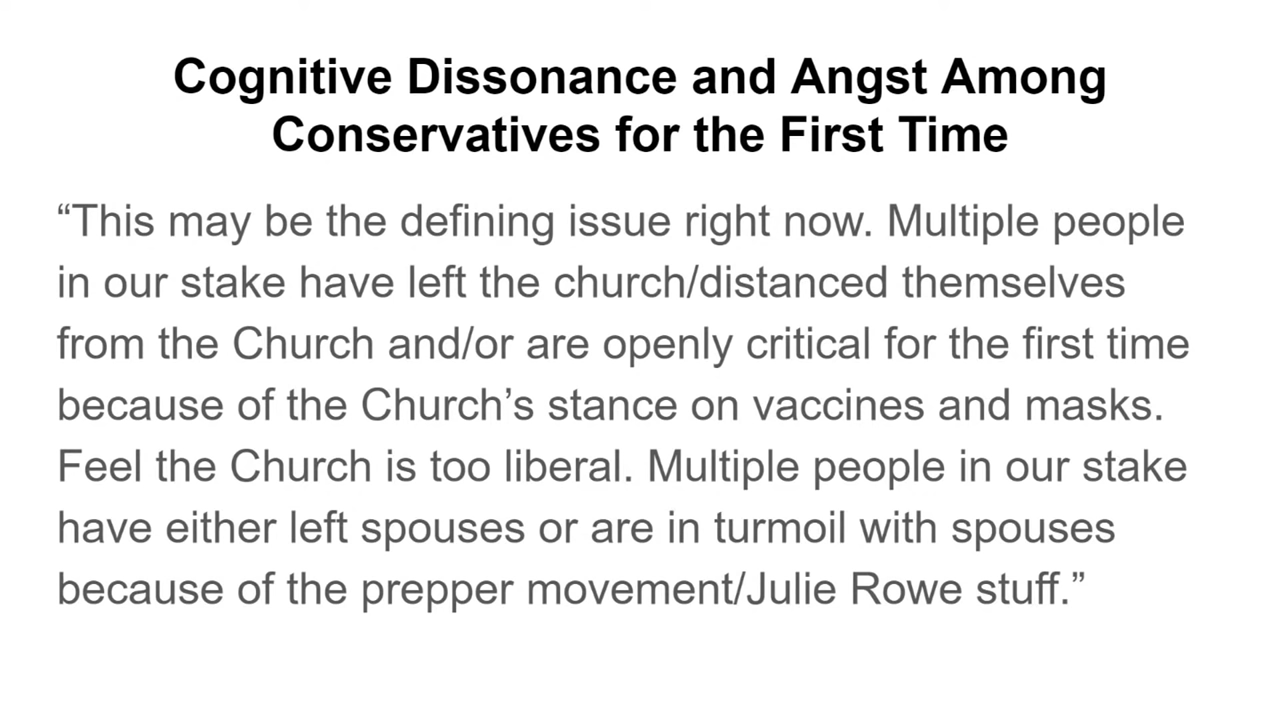 Cognitive Dissonance and Angst Among
Conservatives for the First Time
“This may be the defining issue right now. Multiple people
in our stake have left the church/distanced themselves
from the Church and/or are openly critical for the first time
because of the Church’s stance on vaccines and masks.
Feel the Church is too liberal. Multiple people in our stake
have either left spouses or are in turmoil with spouses
because of the prepper movement/Julie Rowe stuff.”